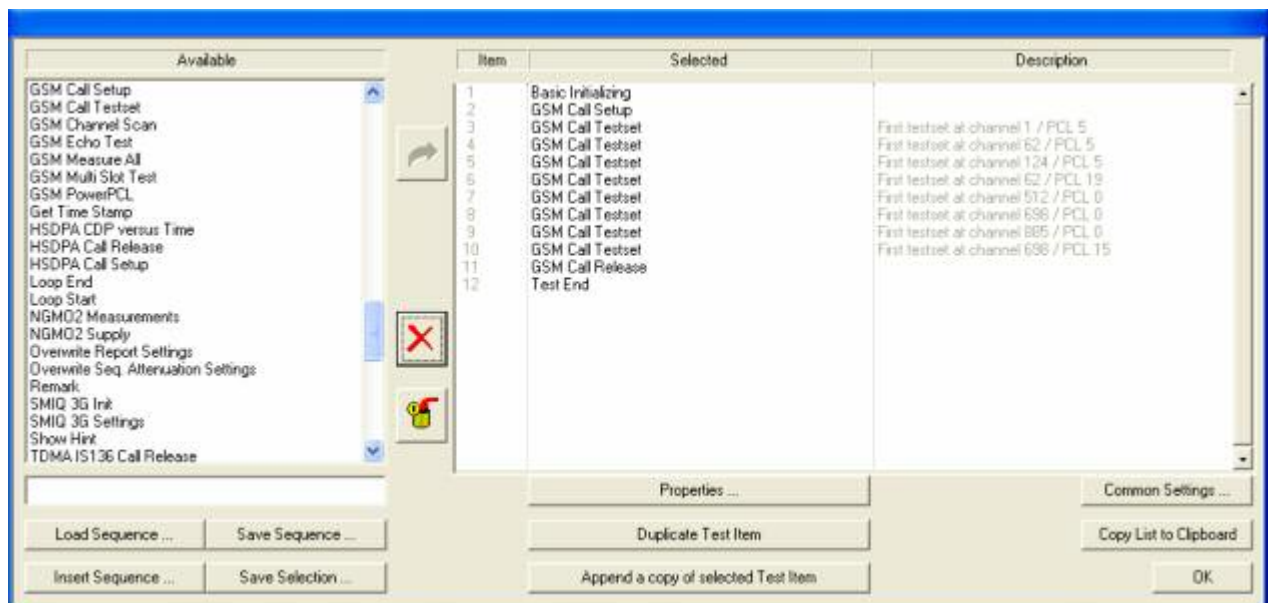 Available
GSM Call Setup
GSM Call Testset
GSM Channel Scan
GSM Echo Test
GSM Measure All
GSM Multi Slot Test
GSM PowerPCL
Get Time Stamp
HSDPA CDP versus Time
HSDPA Call Release
HSDPA Call Setup
Loop End
Loop Start
NGMO2 Measurements
NGMO2 Supply
Overwrite Report Settings
Overwrite Seq. Attenuation Settings
Remark
SMIQ 3G Init
SMIQ 3G Settings
Show Hint
TDMA IS136 Call Release
Load Sequence ... Save Sequence ...
Insert Sequence ... Save Selection ...
Item Selected Description
1 Basic Initializing
2 GSM Call Setup
3 GSM Call Testset First testset at channel 1 / PCL 5
4 GSM Call Testset First testset at channel 62 / PCL 5
5 GSM Call Testset First testset at channel 124 / PCL 5
6 GSM Call Testset First testset at channel 62 / PCL 19
7 GSM Call Testset First testset at channel 512 / PCL 0
8 GSM Call Testset First testset at channel 698 / PCL 0
9 GSM Call Testset First testset at channel 885 / PCL 0
10 GSM Call Testset First testset at channel 698 / PCL 15
11 GSM Call Release
12 Test End
Properties ... Common Settings ...
Duplicate Test Item Copy List to Clipboard
Append a copy of selected Test Item OK